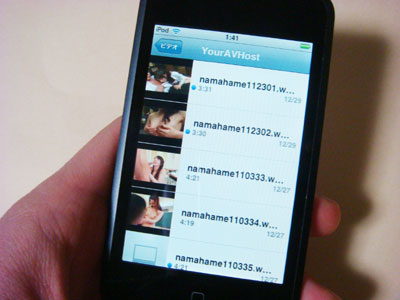 iPod 1:41
ビデオ YourAVHost
namahame112301.w...
3:31 12/29
namahame112302.w...
3:30 12/29
namahame110333.w...
4:21 12/27
namahame110334.w...
4:19 12/27
namahame110335.w...
4:21 12/27